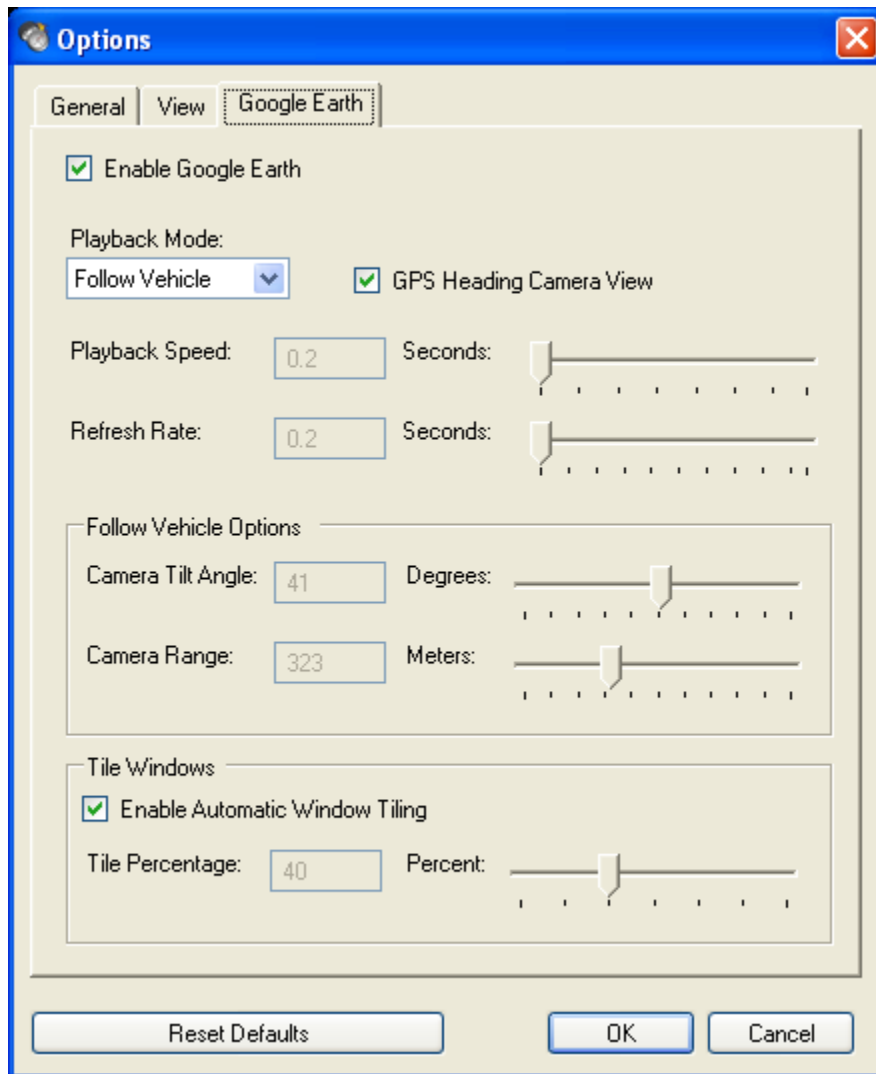 Options
General View Google Earth
Enable Google Earth
Playback Mode:
Follow Vehicle GPS Heading Camera View
Playback Speed: 0.2 Seconds:
Refresh Rate: 0.2 Seconds:
Follow Vehicle Options
Camera Tilt Angle: 41 Degrees:
Camera Range: 323 Meters:
Tile Windows
Enable Automatic Window Tiling
Tile Percentage: 40 Percent:
Reset Defaults OK Cancel